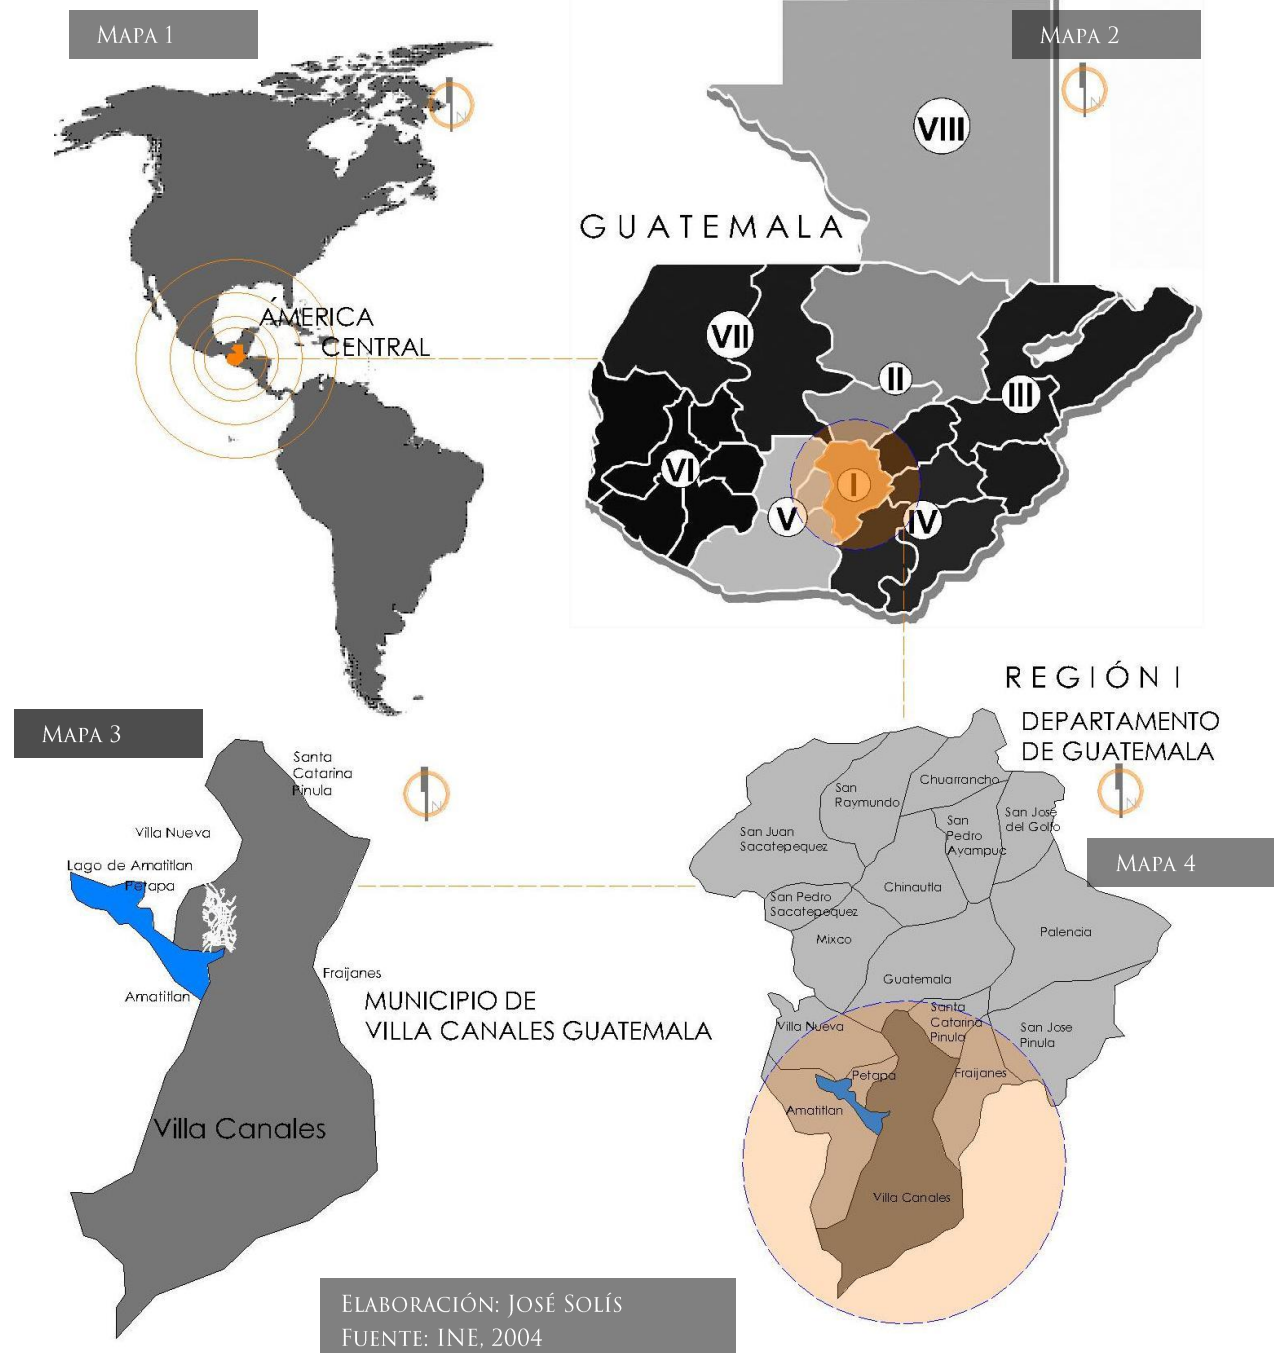 MAPA 1
N
ÁMERICA
CENTRAL
MAPA 2
N
GUATEMALA
VIII
VII
II
III
VI
I
V
IV
REGIÓN I
DEPARTAMENTO
DE GUATEMALA
N
MAPA 4
Chuarrancho
San
Raymundo
San José
del Golfo
San
Pedro
Ayampuc
San Juan
Sacatepequez
Chinautla
San Pedro
Sacatepequez
Mixco
Palencia
Guatemala
Santa
Catarina
Pinula
Villa Nueva
San Jose
Pinula
Petapa
Fraijanes
Amatitlan
Villa Canales
MAPA 3
N
Santa
Catarina
Pinula
Villa Nueva
Lago de Amatitlan
Petapa
Fraijanes
Amatitlan
MUNICIPIO DE
VILLA CANALES GUATEMALA
Villa Canales
ELABORACIÓN: JOSÉ SOLÍS
FUENTE: INE, 2004